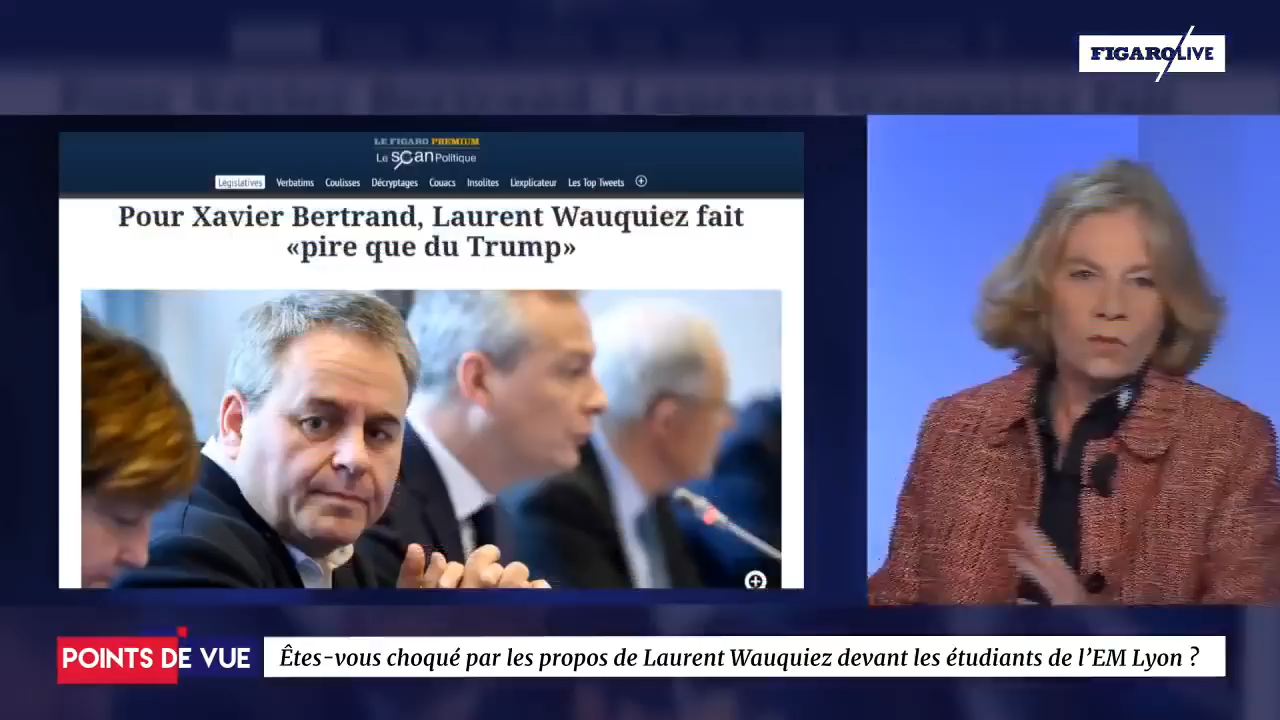 FIGAROLIVE
LE FIGARO PREMIUM
Le scan Politique
Législatives Verbatims Coulisses Décryptages Couacs Insolites L'explicateur Les Top Tweets
Pour Xavier Bertrand, Laurent Wauquiez fait
«pire que du Trump»
POINTS DE VUE
Êtes-vous choqué par les propos de Laurent Wauquiez devant les étudiants de l'EM Lyon ?